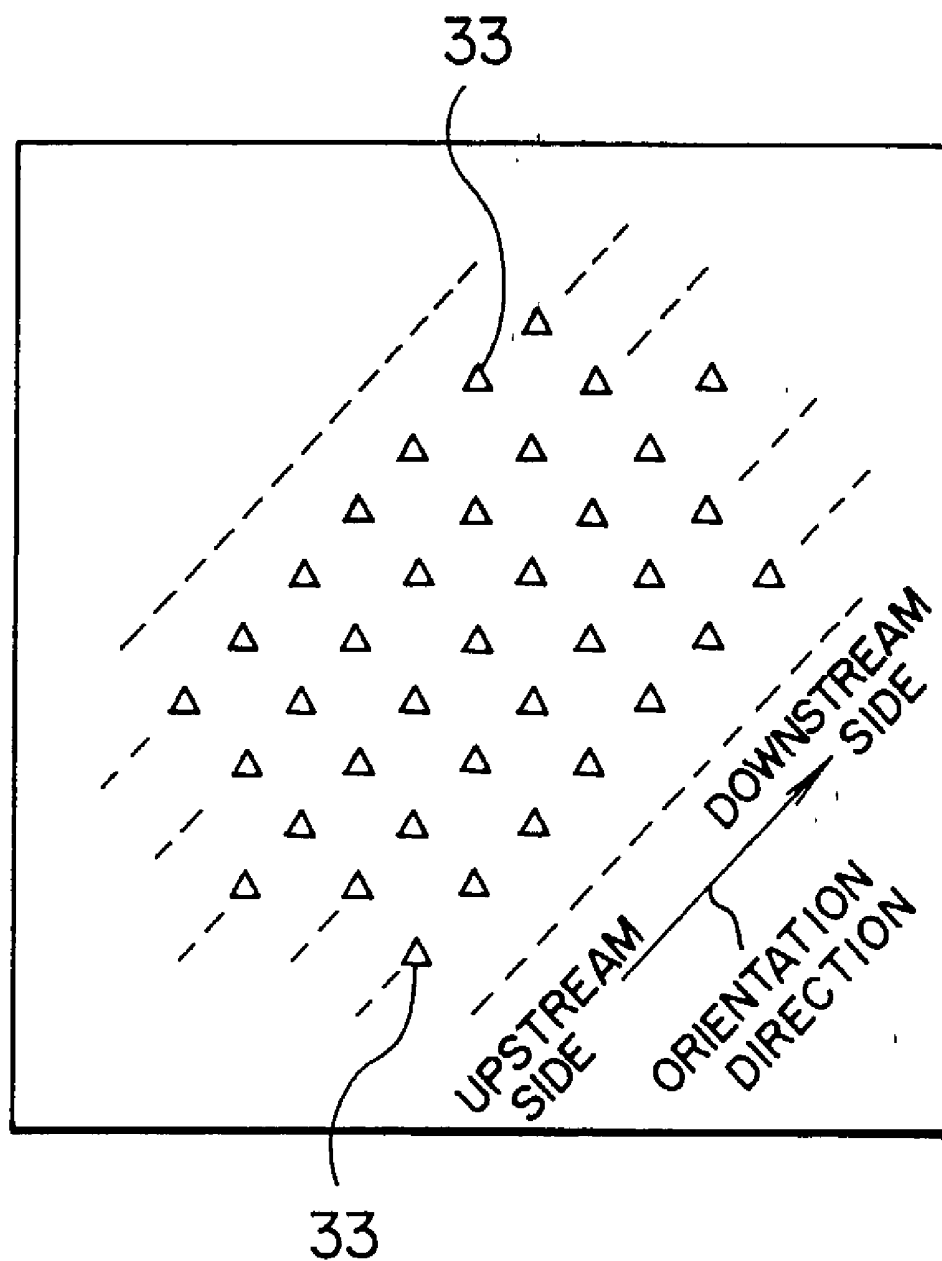 33
DOWNSTREAM
SIDE
UPSTREAM
SIDE
ORIENTATION
DIRECTION
33